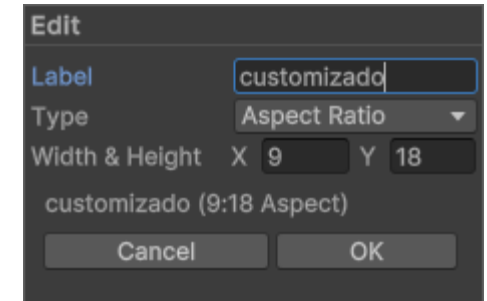 Edit
Label customizado
Type Aspect Ratio
Width & Height X 9 Y 18
customizado (9:18 Aspect)
Cancel OK